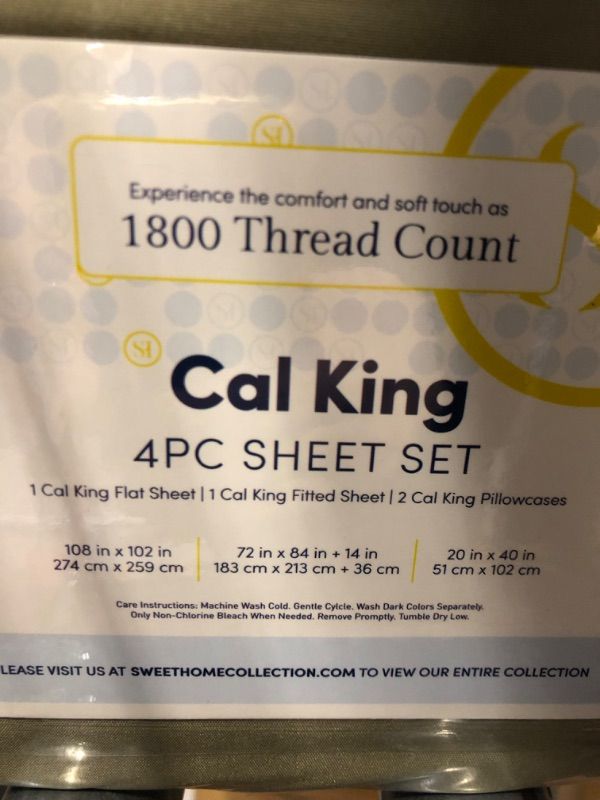 SH
Experience the comfort and soft touch as
1800 Thread Count
SH
Cal King
4PC SHEET SET
1 Cal King Flat Sheet | 1 Cal King Fitted Sheet | 2 Cal King Pillowcases
108 in x 102 in
274 cm x 259 cm
72 in x 84 in + 14 in
183 cm x 213 cm + 36 cm
20 in x 40 in
51 cm x 102 cm
Care Instructions: Machine Wash Cold. Gentle Cylcle. Wash Dark Colors Separately.
Only Non-Chlorine Bleach When Needed. Remove Promptly. Tumble Dry Low.
LEASE VISIT US AT SWEETHOMECOLLECTION.COM TO VIEW OUR ENTIRE COLLECTION